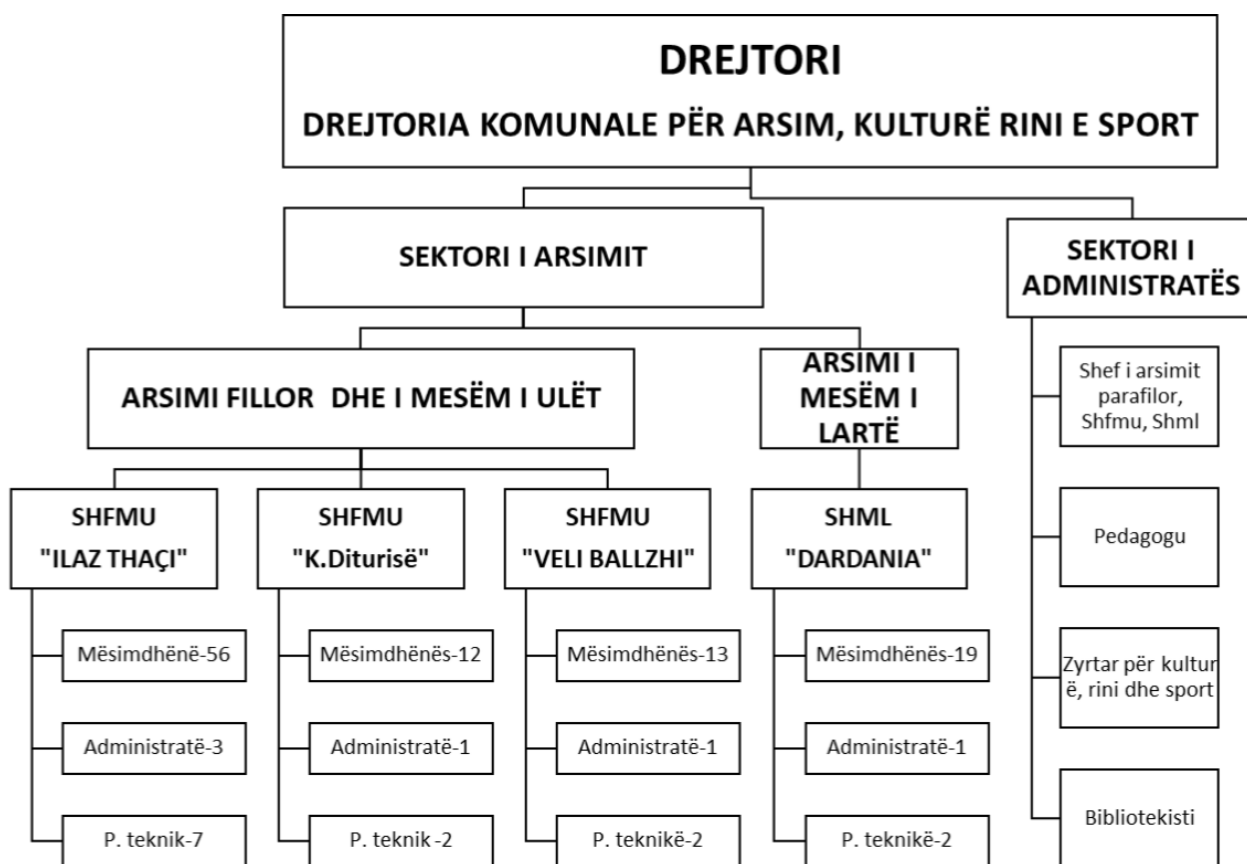 DREJTORI
DREJTORIA KOMUNALE PËR ARSIM, KULTURË RINI E SPORT
SEKTORI I ARSIMIT
SEKTORI I
ADMINISTRATËS
ARSIMI FILLOR DHE I MESËM I ULËT
ARSIMI I
MESËM I
LARTË
SHFMU
"ILAZ THAÇI"
Mësimdhënë-56
Administratë-3
P. teknik-7
SHFMU
"K.Diturisë"
Mësimdhënës-12
Administratë-1
P. teknik -2
SHFMU
"VELI BALLZHI"
Mësimdhënës-13
Administratë-1
P. teknikë-2
SHML
"DARDANIA"
Mësimdhënës-19
Administratë-1
P. teknikë-2
Shef i arsimit
parafilor,
Shfmu, Shml
Pedagogu
Zyrtar për kultur
ë, rini dhe sport
Bibliotekisti